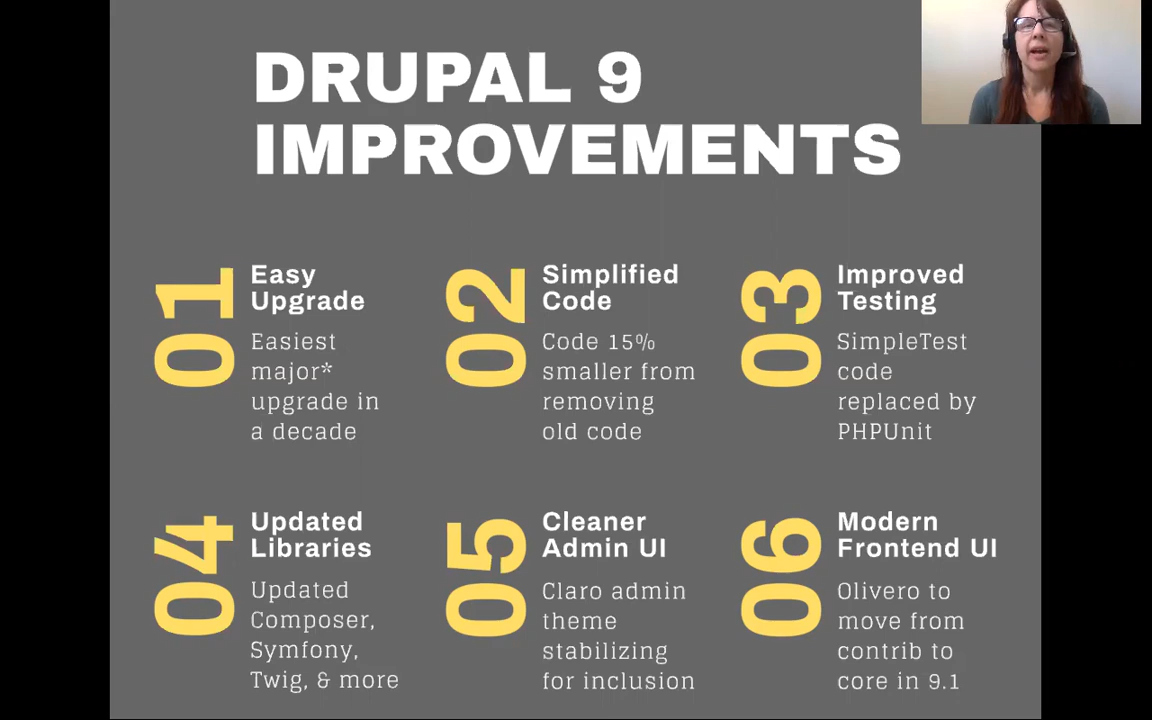 DRUPAL 9
IMPROVEMENTS
01
Easy
Upgrade
Easiest
major*
upgrade in
a decade
02
Simplified
Code
Code 15%
smaller from
removing
old code
03
Improved
Testing
SimpleTest
code
replaced by
PHPUnit
04
Updated
Libraries
Updated
Composer,
Symfony,
Twig, & more
05
Cleaner
Admin UI
Claro admin
theme
stabilizing
for inclusion
06
Modern
Frontend UI
Olivero to
move from
contrib to
core in 9.1